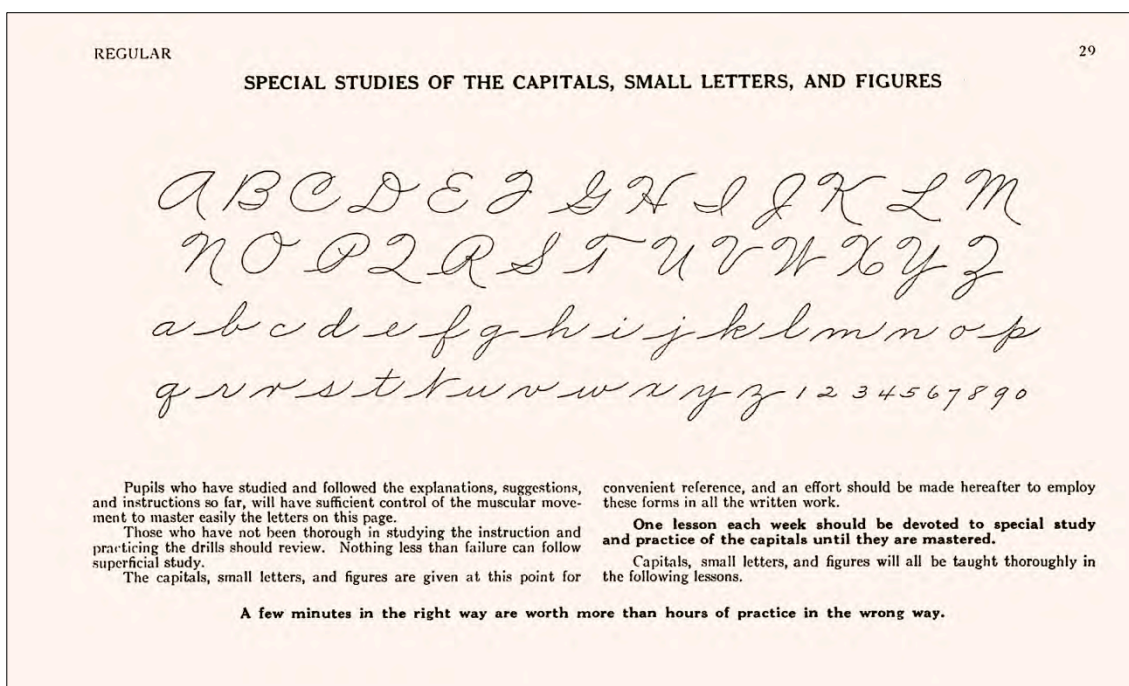 REGULAR
29
SPECIAL STUDIES OF THE CAPITALS, SMALL LETTERS, AND FIGURES
A B C D E F G H I J K L M
N O P Q R S T U V W X Y Z
a b c d e f g h i j k l m n o p
q r r s t t u v w x y z 1 2 3 4 5 6 7 8 9 0
Pupils who have studied and followed the explanations, suggestions,
and instructions so far, will have sufficient control of the muscular move-
ment to master easily the letters on this page.
Those who have not been thorough in studying the instruction and
practicing the drills should review. Nothing less than failure can follow
superficial study.
The capitals, small letters, and figures are given at this point for
convenient reference, and an effort should be made hereafter to employ
these forms in all the written work.
One lesson each week should be devoted to special study
and practice of the capitals until they are mastered.
Capitals, small letters, and figures will all be taught thoroughly in
the following lessons.
A few minutes in the right way are worth more than hours of practice in the wrong way.